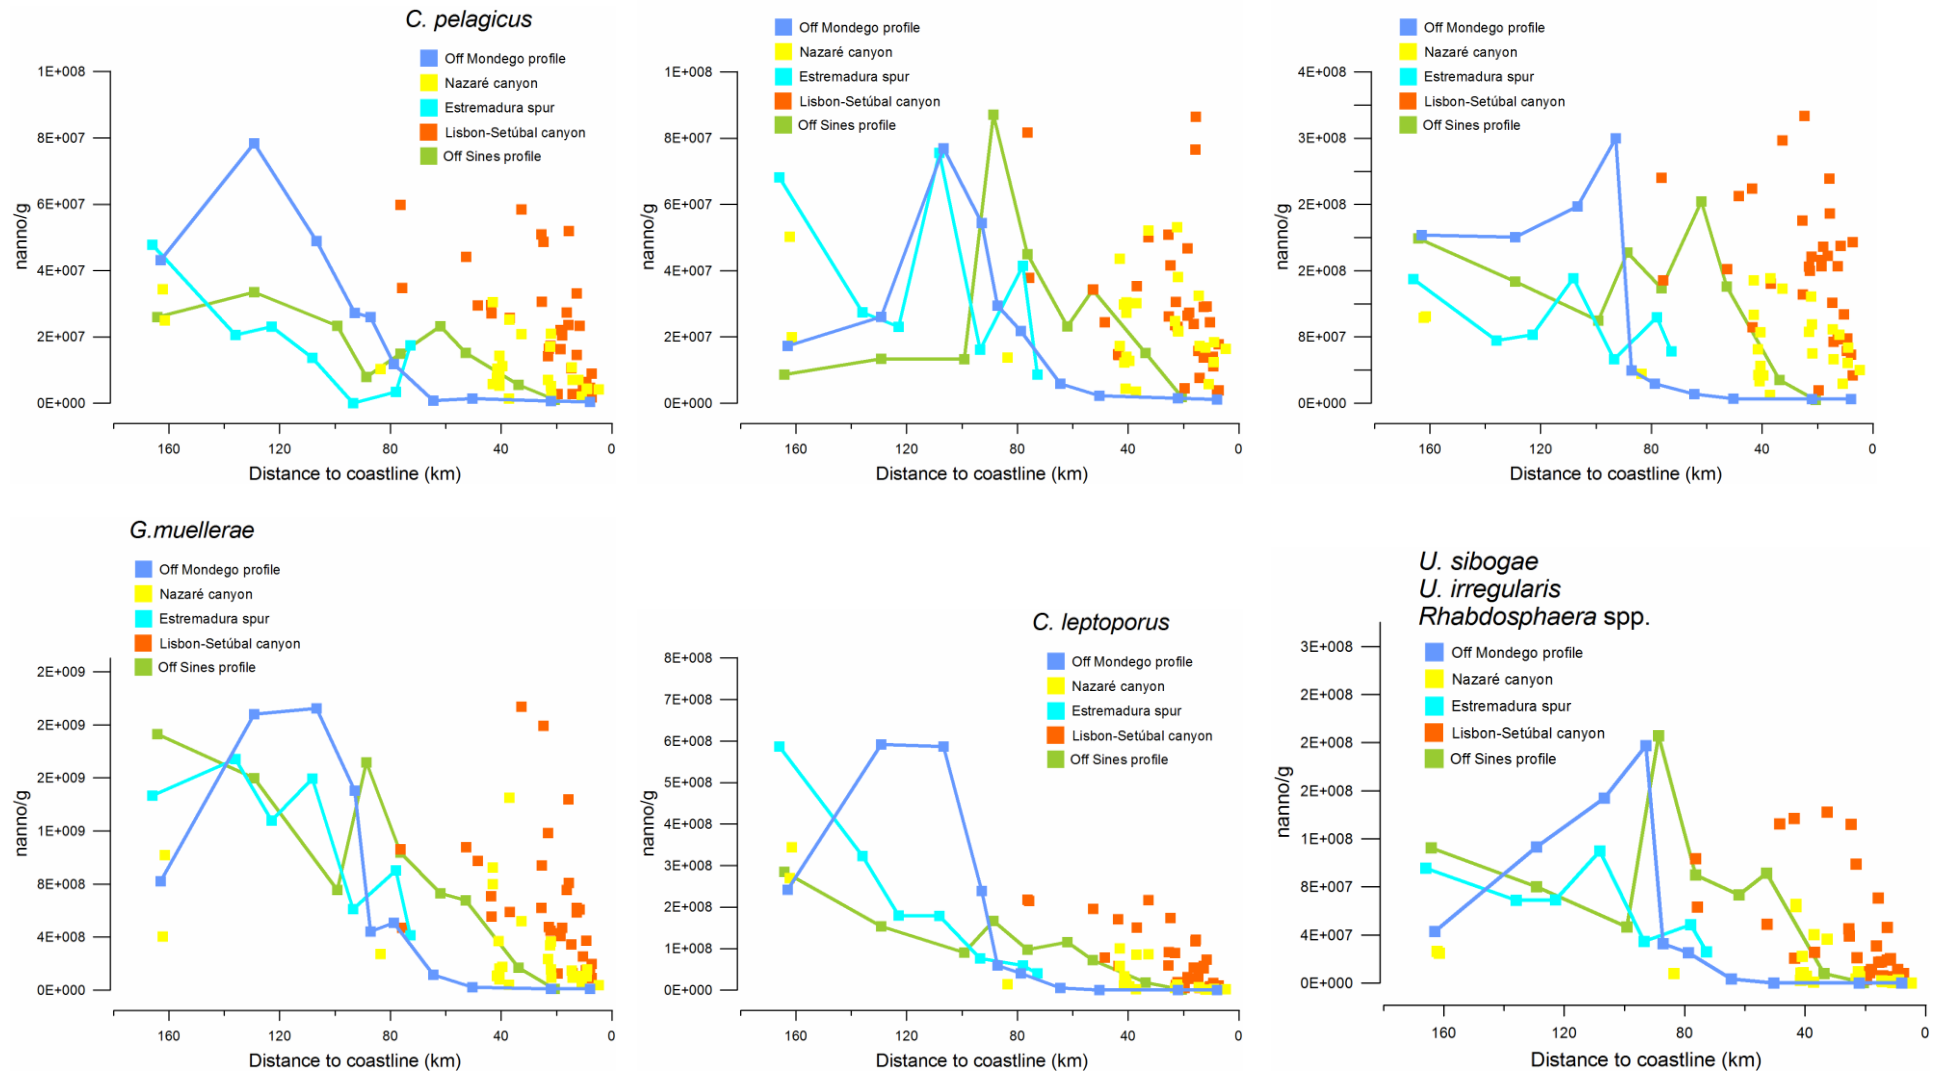 C. pelagicus
Off Mondego profile
Nazaré canyon
Estremadura spur
Lisbon-Setúbal canyon
Off Sines profile
1E+008
8E+007
6E+007
4E+007
2E+007
0E+000
nanno/g
160 120 80 40 0
Distance to coastline (km)
Off Mondego profile
Nazaré canyon
Estremadura spur
Lisbon-Setúbal canyon
Off Sines profile
1E+008
8E+007
6E+007
4E+007
2E+007
0E+000
nanno/g
160 120 80 40 0
Distance to coastline (km)
Off Mondego profile
Nazaré canyon
Estremadura spur
Lisbon-Setúbal canyon
Off Sines profile
4E+008
3E+008
2E+008
2E+008
8E+007
0E+000
nanno/g
160 120 80 40 0
Distance to coastline (km)
G.muellerae
Off Mondego profile
Nazaré canyon
Estremadura spur
Lisbon-Setúbal canyon
Off Sines profile
2E+009
2E+009
2E+009
1E+009
8E+008
4E+008
0E+000
nanno/g
160 120 80 40 0
Distance to coastline (km)
C. leptoporus
Off Mondego profile
Nazaré canyon
Estremadura spur
Lisbon-Setúbal canyon
Off Sines profile
8E+008
7E+008
6E+008
5E+008
4E+008
3E+008
2E+008
1E+008
0E+000
nanno/g
160 120 80 40 0
Distance to coastline (km)
U. sibogae
U. irregularis
Rhabdosphaera spp.
Off Mondego profile
Nazaré canyon
Estremadura spur
Lisbon-Setúbal canyon
Off Sines profile
3E+008
2E+008
2E+008
2E+008
1E+008
8E+007
4E+007
0E+000
nanno/g
160 120 80 40 0
Distance to coastline (km)